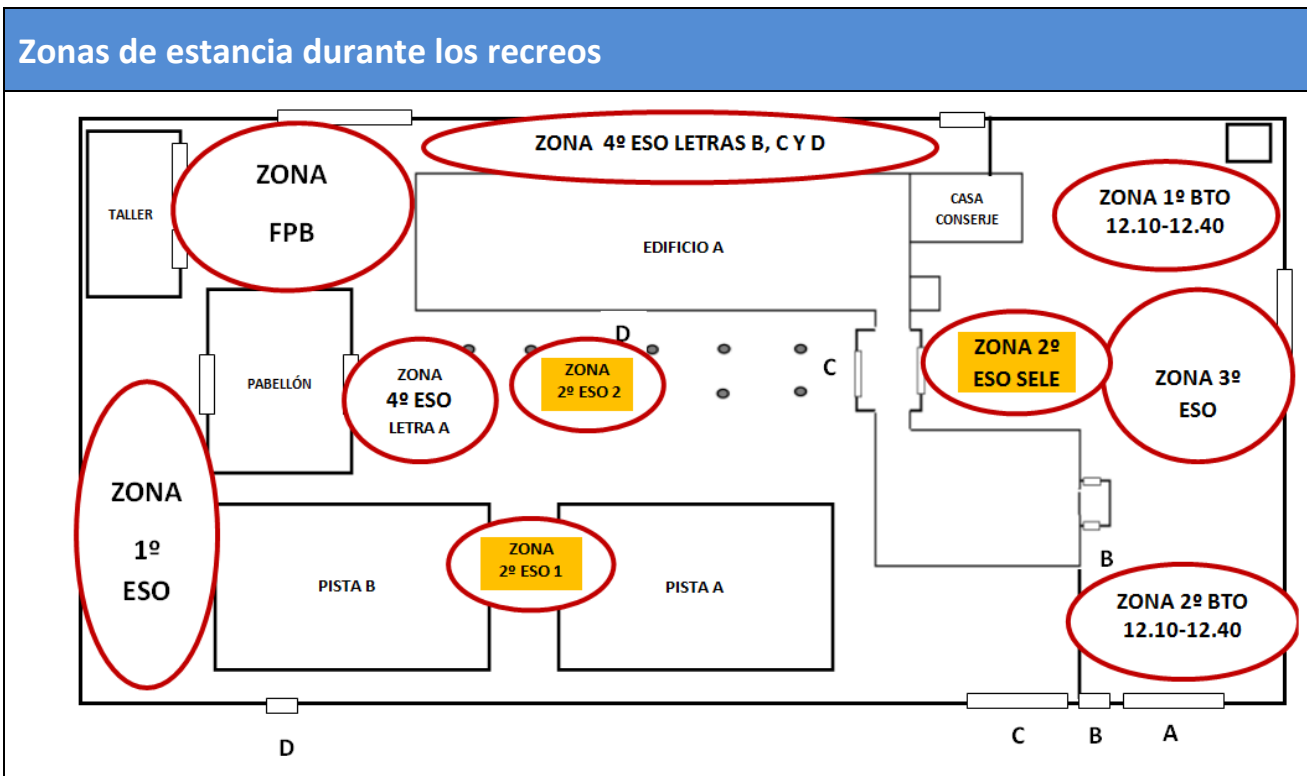 Zonas de estancia durante los recreos
ZONA 4º ESO LETRAS B, C Y D
ZONA
FPB
TALLER
CASA
CONSERJE
ZONA 1º BTO
12.10-12.40
EDIFICIO A
D
C
ZONA 2º
ESO SELE
ZONA 3º
ESO
PABELLÓN
ZONA
4º ESO
LETRA A
ZONA
2º ESO 2
ZONA
1º
ESO
ZONA
2º ESO 1
PISTA B
PISTA A
B
ZONA 2º BTO
12.10-12.40
D
C
B
A